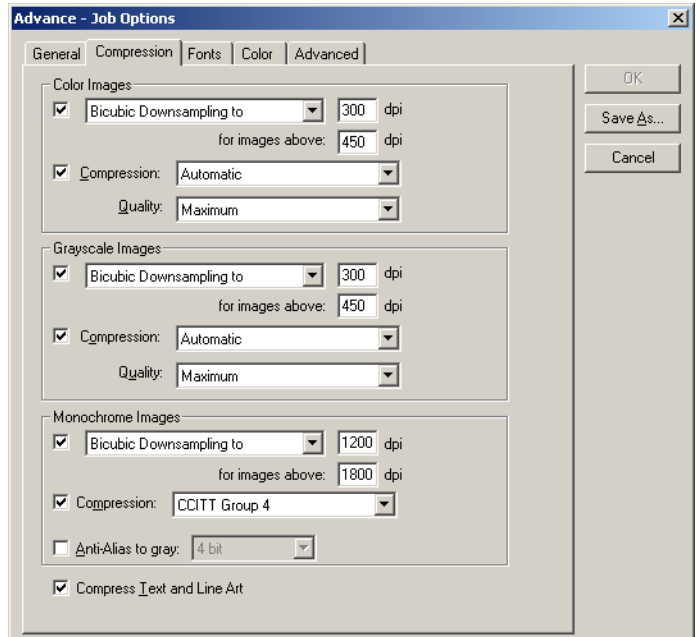 Advance - Job Options
General Compression Fonts Color Advanced
Color Images
Bicubic Downsampling to 300 dpi
for images above: 450 dpi
Compression: Automatic
Quality: Maximum
Grayscale Images
Bicubic Downsampling to 300 dpi
for images above: 450 dpi
Compression: Automatic
Quality: Maximum
Monochrome Images
Bicubic Downsampling to 1200 dpi
for images above: 1800 dpi
Compression: CCITT Group 4
Anti-Alias to gray: 4 bit
Compress Text and Line Art
OK
Save As...
Cancel